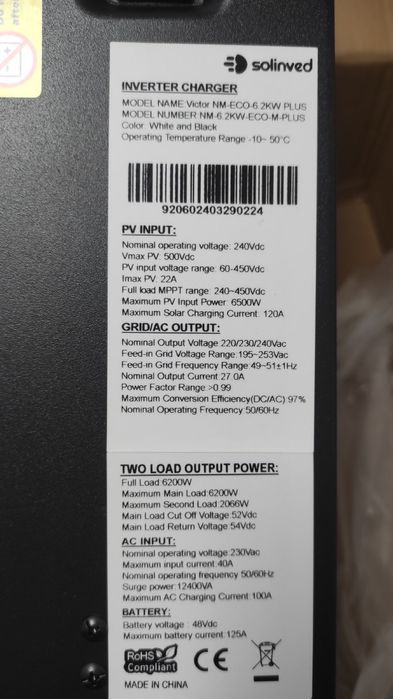 after
solinved
INVERTER CHARGER
MODEL NAME Victor NM-ECO-6.2KW PLUS
MODEL NUMBER NM-6.2KW-ECO-M-PLUS
Color: White and Black
Operating Temperature Range -10~ 50°C
920602403290224
PV INPUT:
Nominal operating voltage: 240Vdc
Vmax PV: 500Vdc
PV input voltage range: 60-450Vdc
Imax PV: 22A
Full load MPPT range: 240~450Vdc
Maximum PV Input Power: 6500W
Maximum Solar Charging Current: 120A
GRID/AC OUTPUT:
Nominal Output Voltage:220/230/240Vac
Feed-in Grid Voltage Range:195~253Vac
Feed-in Grid Frequency Range:49~51±1Hz
Nominal Output Current:27.0A
Power Factor Range:>0.99
Maximum Conversion Efficiency(DC/AC):97%
Nominal Operating Frequency:50/60Hz
TWO LOAD OUTPUT POWER:
Full Load:6200W
Maximum Main Load:6200W
Maximum Second Load:2066W
Main Load Cut Off Voltage:52Vdc
Main Load Return Voltage:54Vdc
AC INPUT:
Nominal operating voltage:230Vac
Maximum input current:40A
Nominal operating frequency:50/60Hz
Surge power:12400VA
Maximum AC Charging Current:100A
BATTERY:
Battery voltage : 48Vdc
Maximum battery current:125A
RoHS
Compliant
CE
MADE IN CHINA